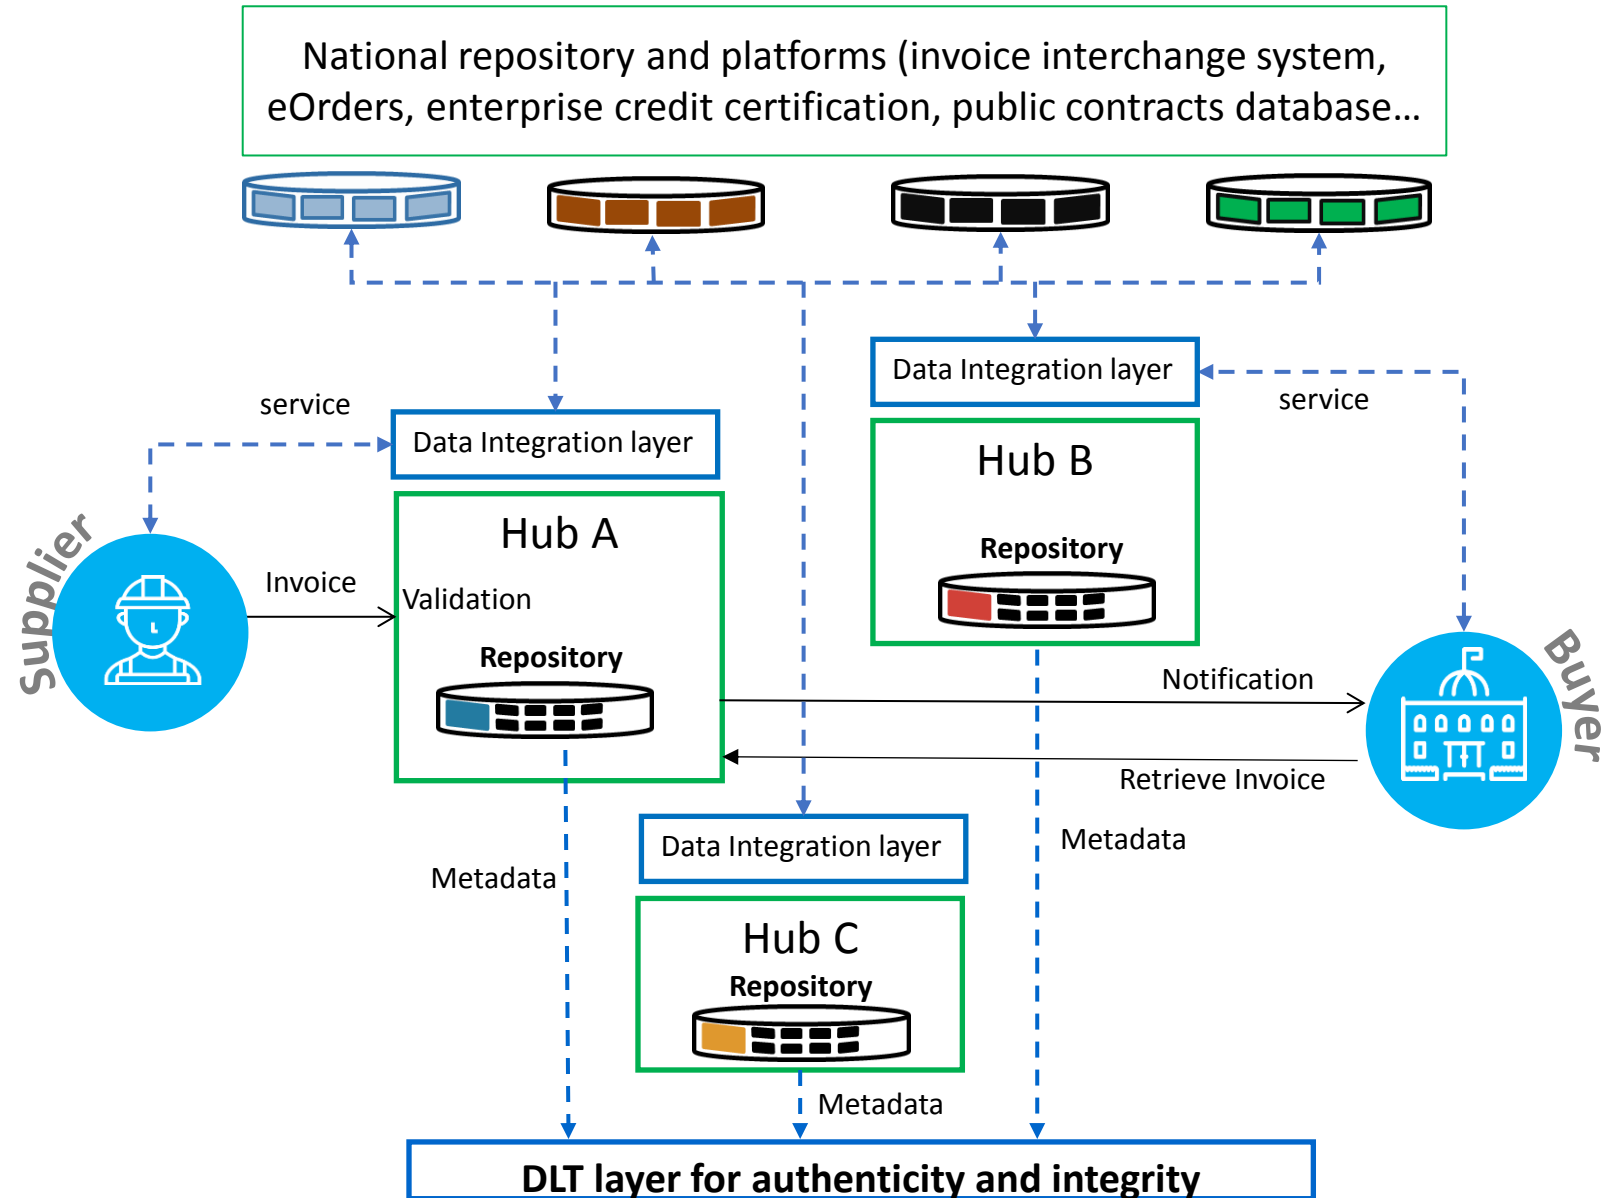 National repository and platforms (invoice interchange system,
eOrders, enterprise credit certification, public contracts database…
Data Integration layer
service
service
Data Integration layer
Hub B
Repository
Supplier
Hub A
Invoice
Validation
Repository
Buyer
Notification
Retrieve Invoice
Data Integration layer
Metadata
Metadata
Hub C
Repository
Metadata
DLT layer for authenticity and integrity